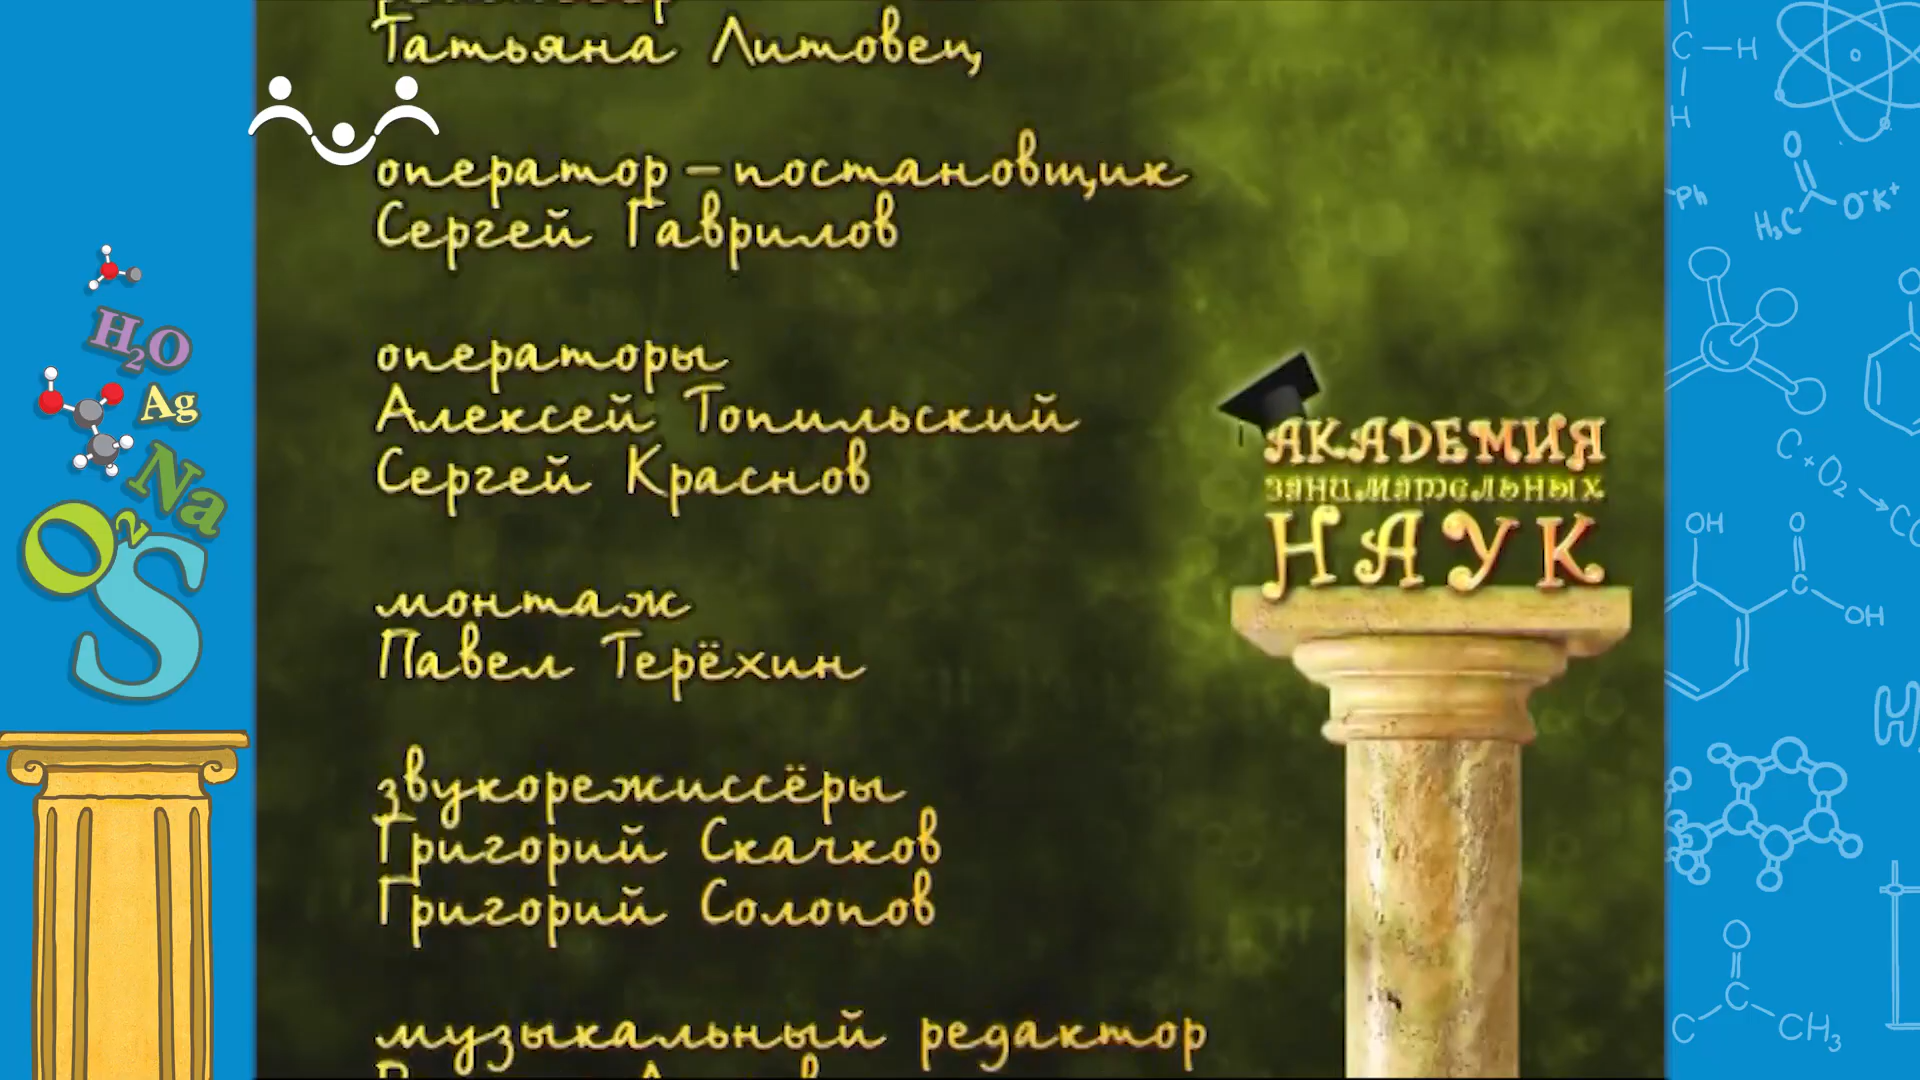 Татьяна Литовец
оператор – постановщик
Сергей Гаврилов
операторы
Алексей Топильский
Сергей Краснов
монтаж
Павел Терёхин
звукорежиссёры
Григорий Скачков
Григорий Солопов
музыкальный редактор
АКАДЕМИЯ
занимательных
НАУК
H2O
Ag
Na
O2
S
C – H
H
Ph
H3C
O-K+
C + O2 →
OH
O
C
OH
O
C
C
CH3